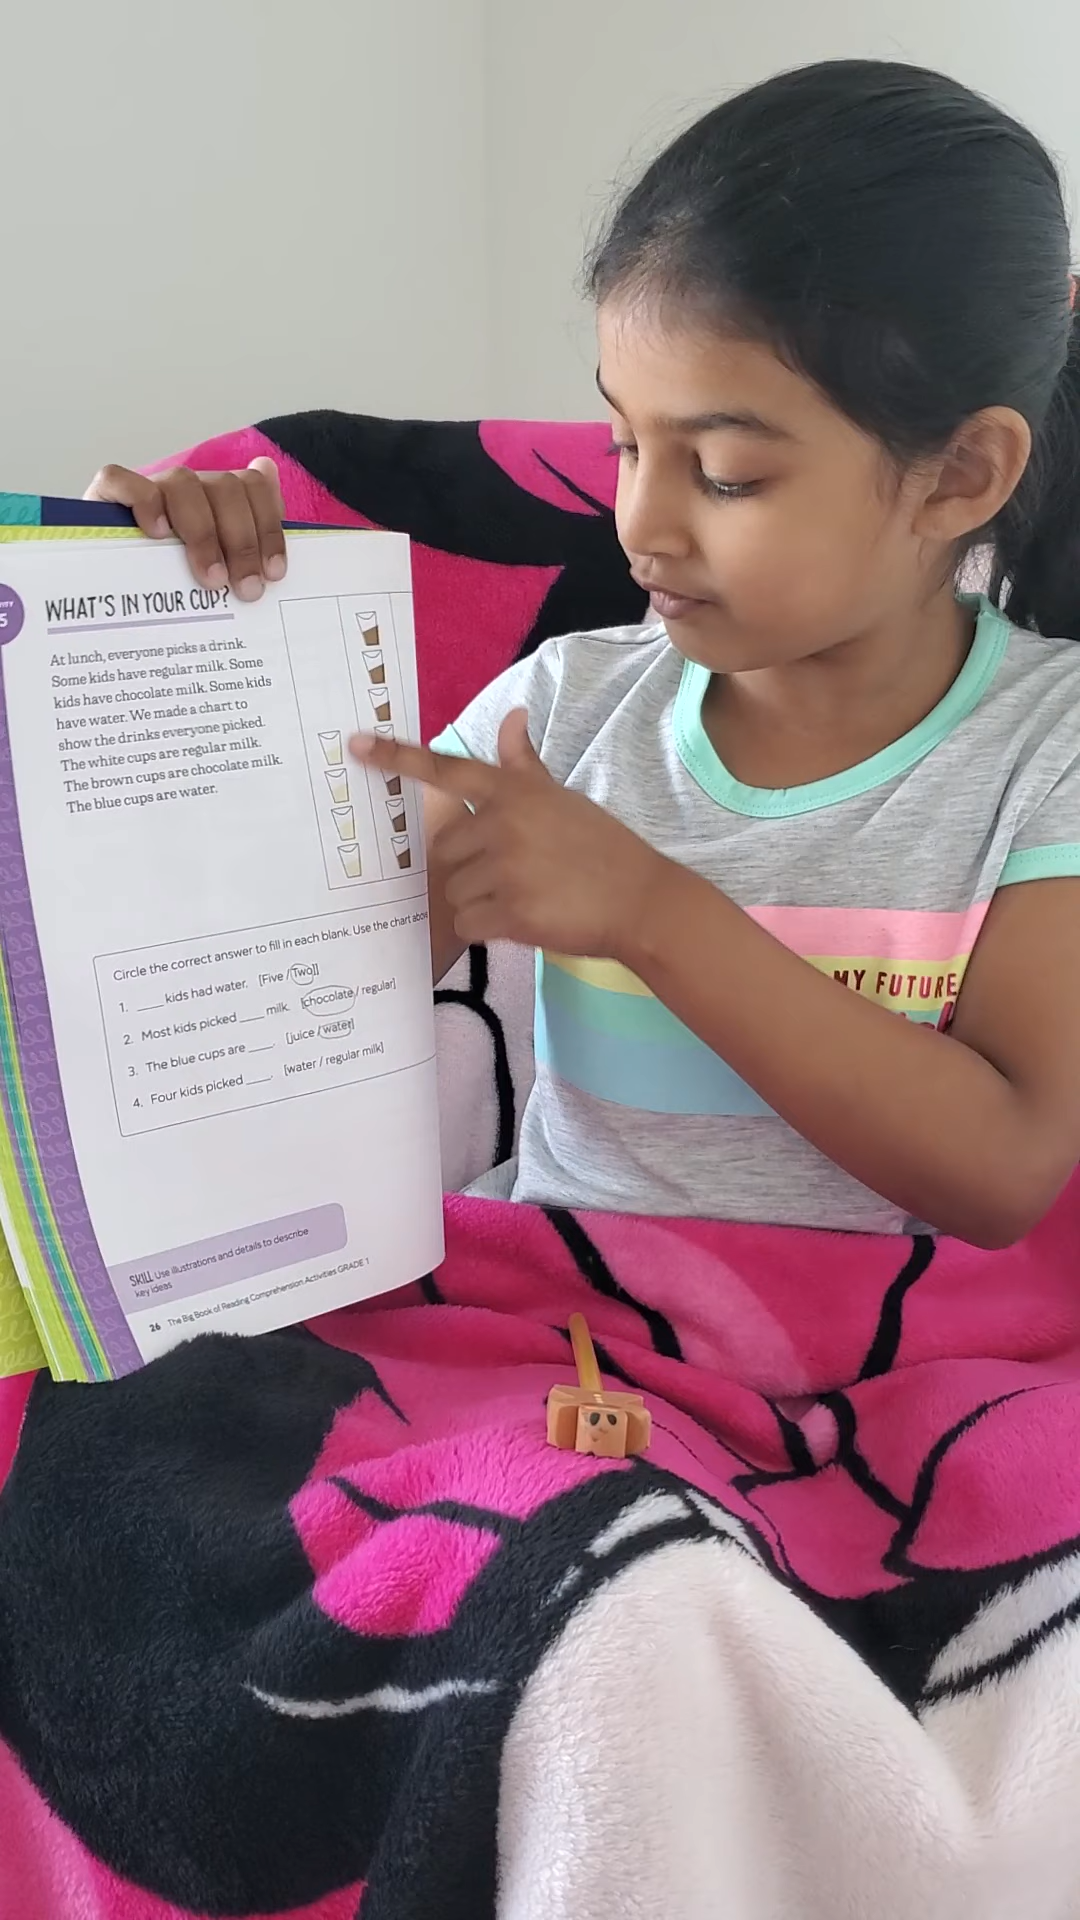 WHAT'S IN YOUR CUP?
At lunch, everyone picks a drink.
Some kids have regular milk. Some
kids have chocolate milk. Some kids
have water. We made a chart to
show the drinks everyone picked.
The white cups are regular milk.
The brown cups are chocolate milk.
The blue cups are water.
Circle the correct answer to fill in each blank. Use the chart above
1. ____ kids had water. [Five / Two]
2. Most kids picked ____ milk. [chocolate / regular]
3. The blue cups are ____. [juice / water]
4. Four kids picked ____. [water / regular milk]
SKILL Use illustrations and details to describe
key ideas
26 The Big Book of Reading Comprehension Activities GRADE 1
MY FUTURE